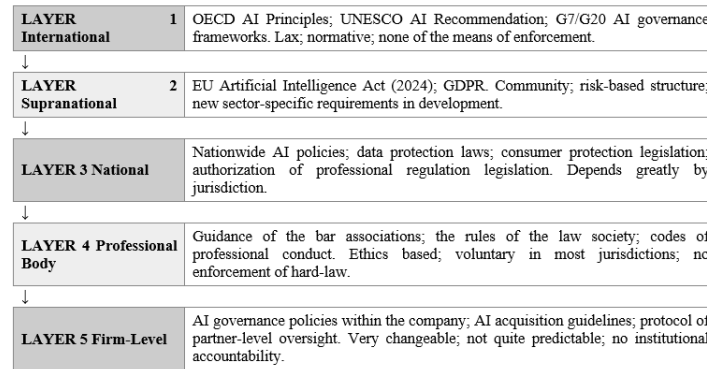 LAYER 1
International
OECD AI Principles; UNESCO AI Recommendation; G7/G20 AI governance
frameworks. Lax; normative; none of the means of enforcement.
↓
LAYER 2
Supranational
EU Artificial Intelligence Act (2024); GDPR. Community; risk-based structure;
new sector-specific requirements in development.
↓
LAYER 3 National
Nationwide AI policies; data protection laws; consumer protection legislation;
authorization of professional regulation legislation. Depends greatly by
jurisdiction.
↓
LAYER 4 Professional
Body
Guidance of the bar associations; the rules of the law society; codes of
professional conduct. Ethics based; voluntary in most jurisdictions; no
enforcement of hard-law.
↓
LAYER 5 Firm-Level
AI governance policies within the company; AI acquisition guidelines; protocol of
partner-level oversight. Very changeable; not quite predictable; no institutional
accountability.